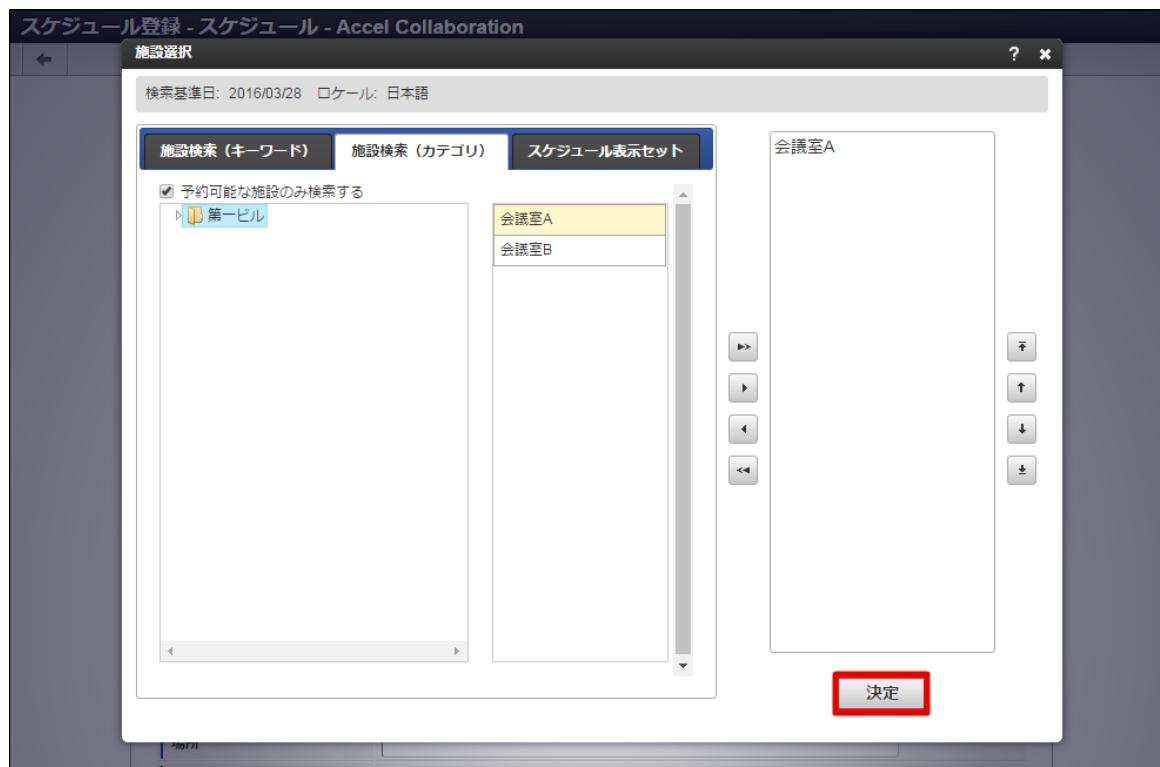 スケジュール登録 - スケジュール - Accel Collaboration
施設選択
検索基準日: 2016/03/28 ロケール: 日本語
施設検索（キーワード） 施設検索（カテゴリ） スケジュール表示セット
予約可能な施設のみ検索する
第一ビル
会議室A
会議室B
会議室A
決定
場所